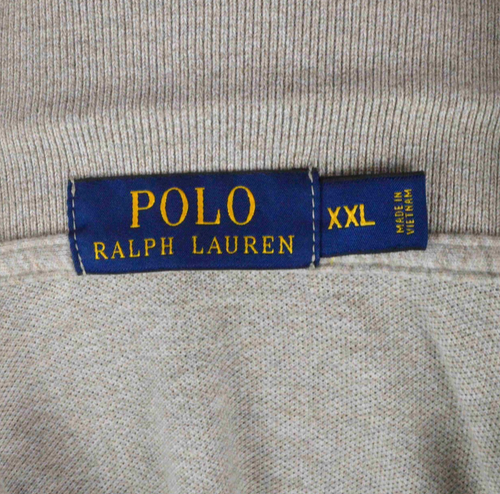 POLO
RALPH LAUREN
XXL
MADE IN
VIETNAM